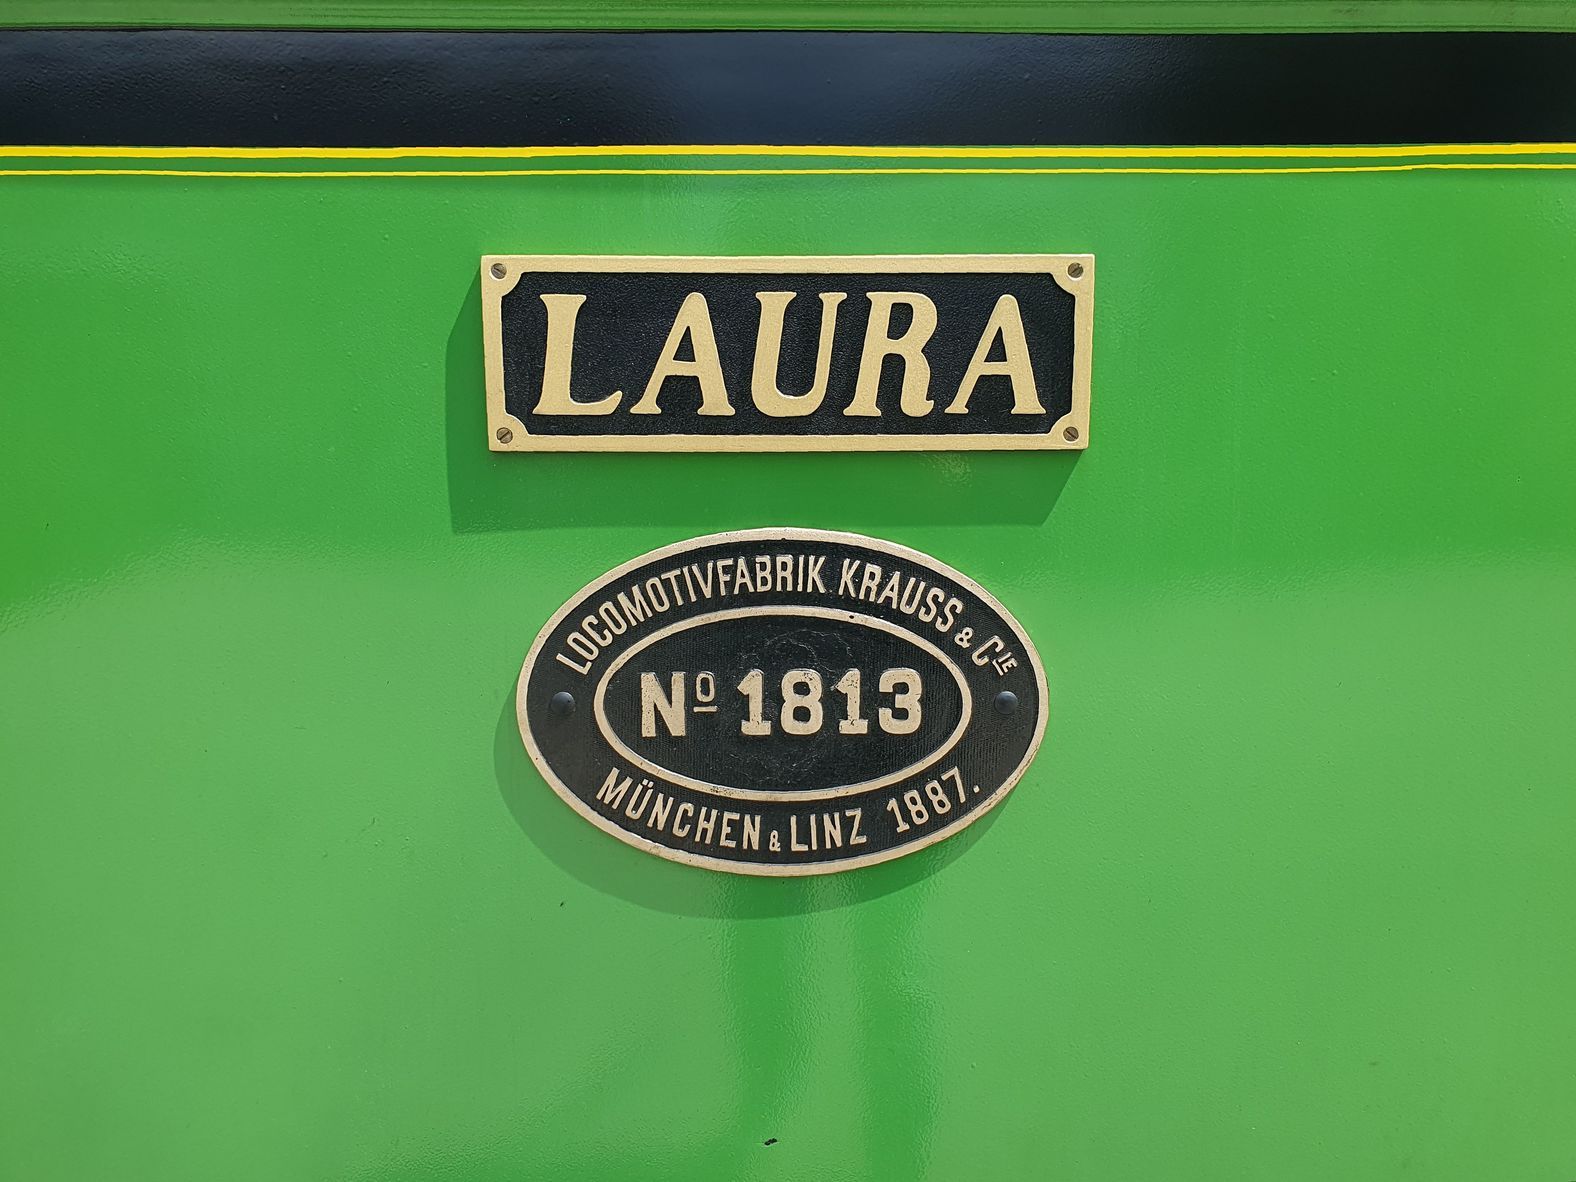 LAURA
LOCOMOTIVFABRIK KRAUSS & CIE
Nº 1813
MÜNCHEN & LINZ 1887.